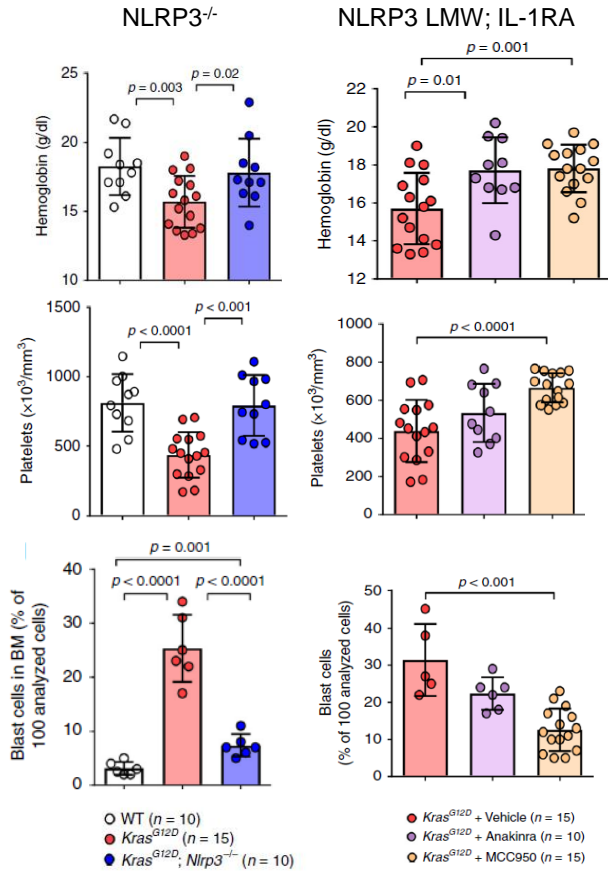 NLRP3-/-
NLRP3 LMW; IL-1RA
Hemoglobin (g/dl)
25
20
15
10
p = 0.003
p = 0.02
Hemoglobin (g/dl)
22
20
18
16
14
12
p = 0.001
p = 0.01
Platelets (×10³/mm³)
1500
1000
500
0
p < 0.0001
p < 0.001
Platelets (×10³/mm³)
1000
800
600
400
200
0
p < 0.0001
Blast cells in BM (% of
100 analyzed cells)
40
30
20
10
0
p = 0.001
p < 0.0001
p < 0.0001
Blast cells
(% of 100 analyzed cells)
50
40
30
20
10
0
p < 0.001
WT (n = 10)
KrasG12D (n = 15)
KrasG12D; Nlrp3−/− (n = 10)
KrasG12D + Vehicle (n = 15)
KrasG12D + Anakinra (n = 10)
KrasG12D + MCC950 (n = 15)